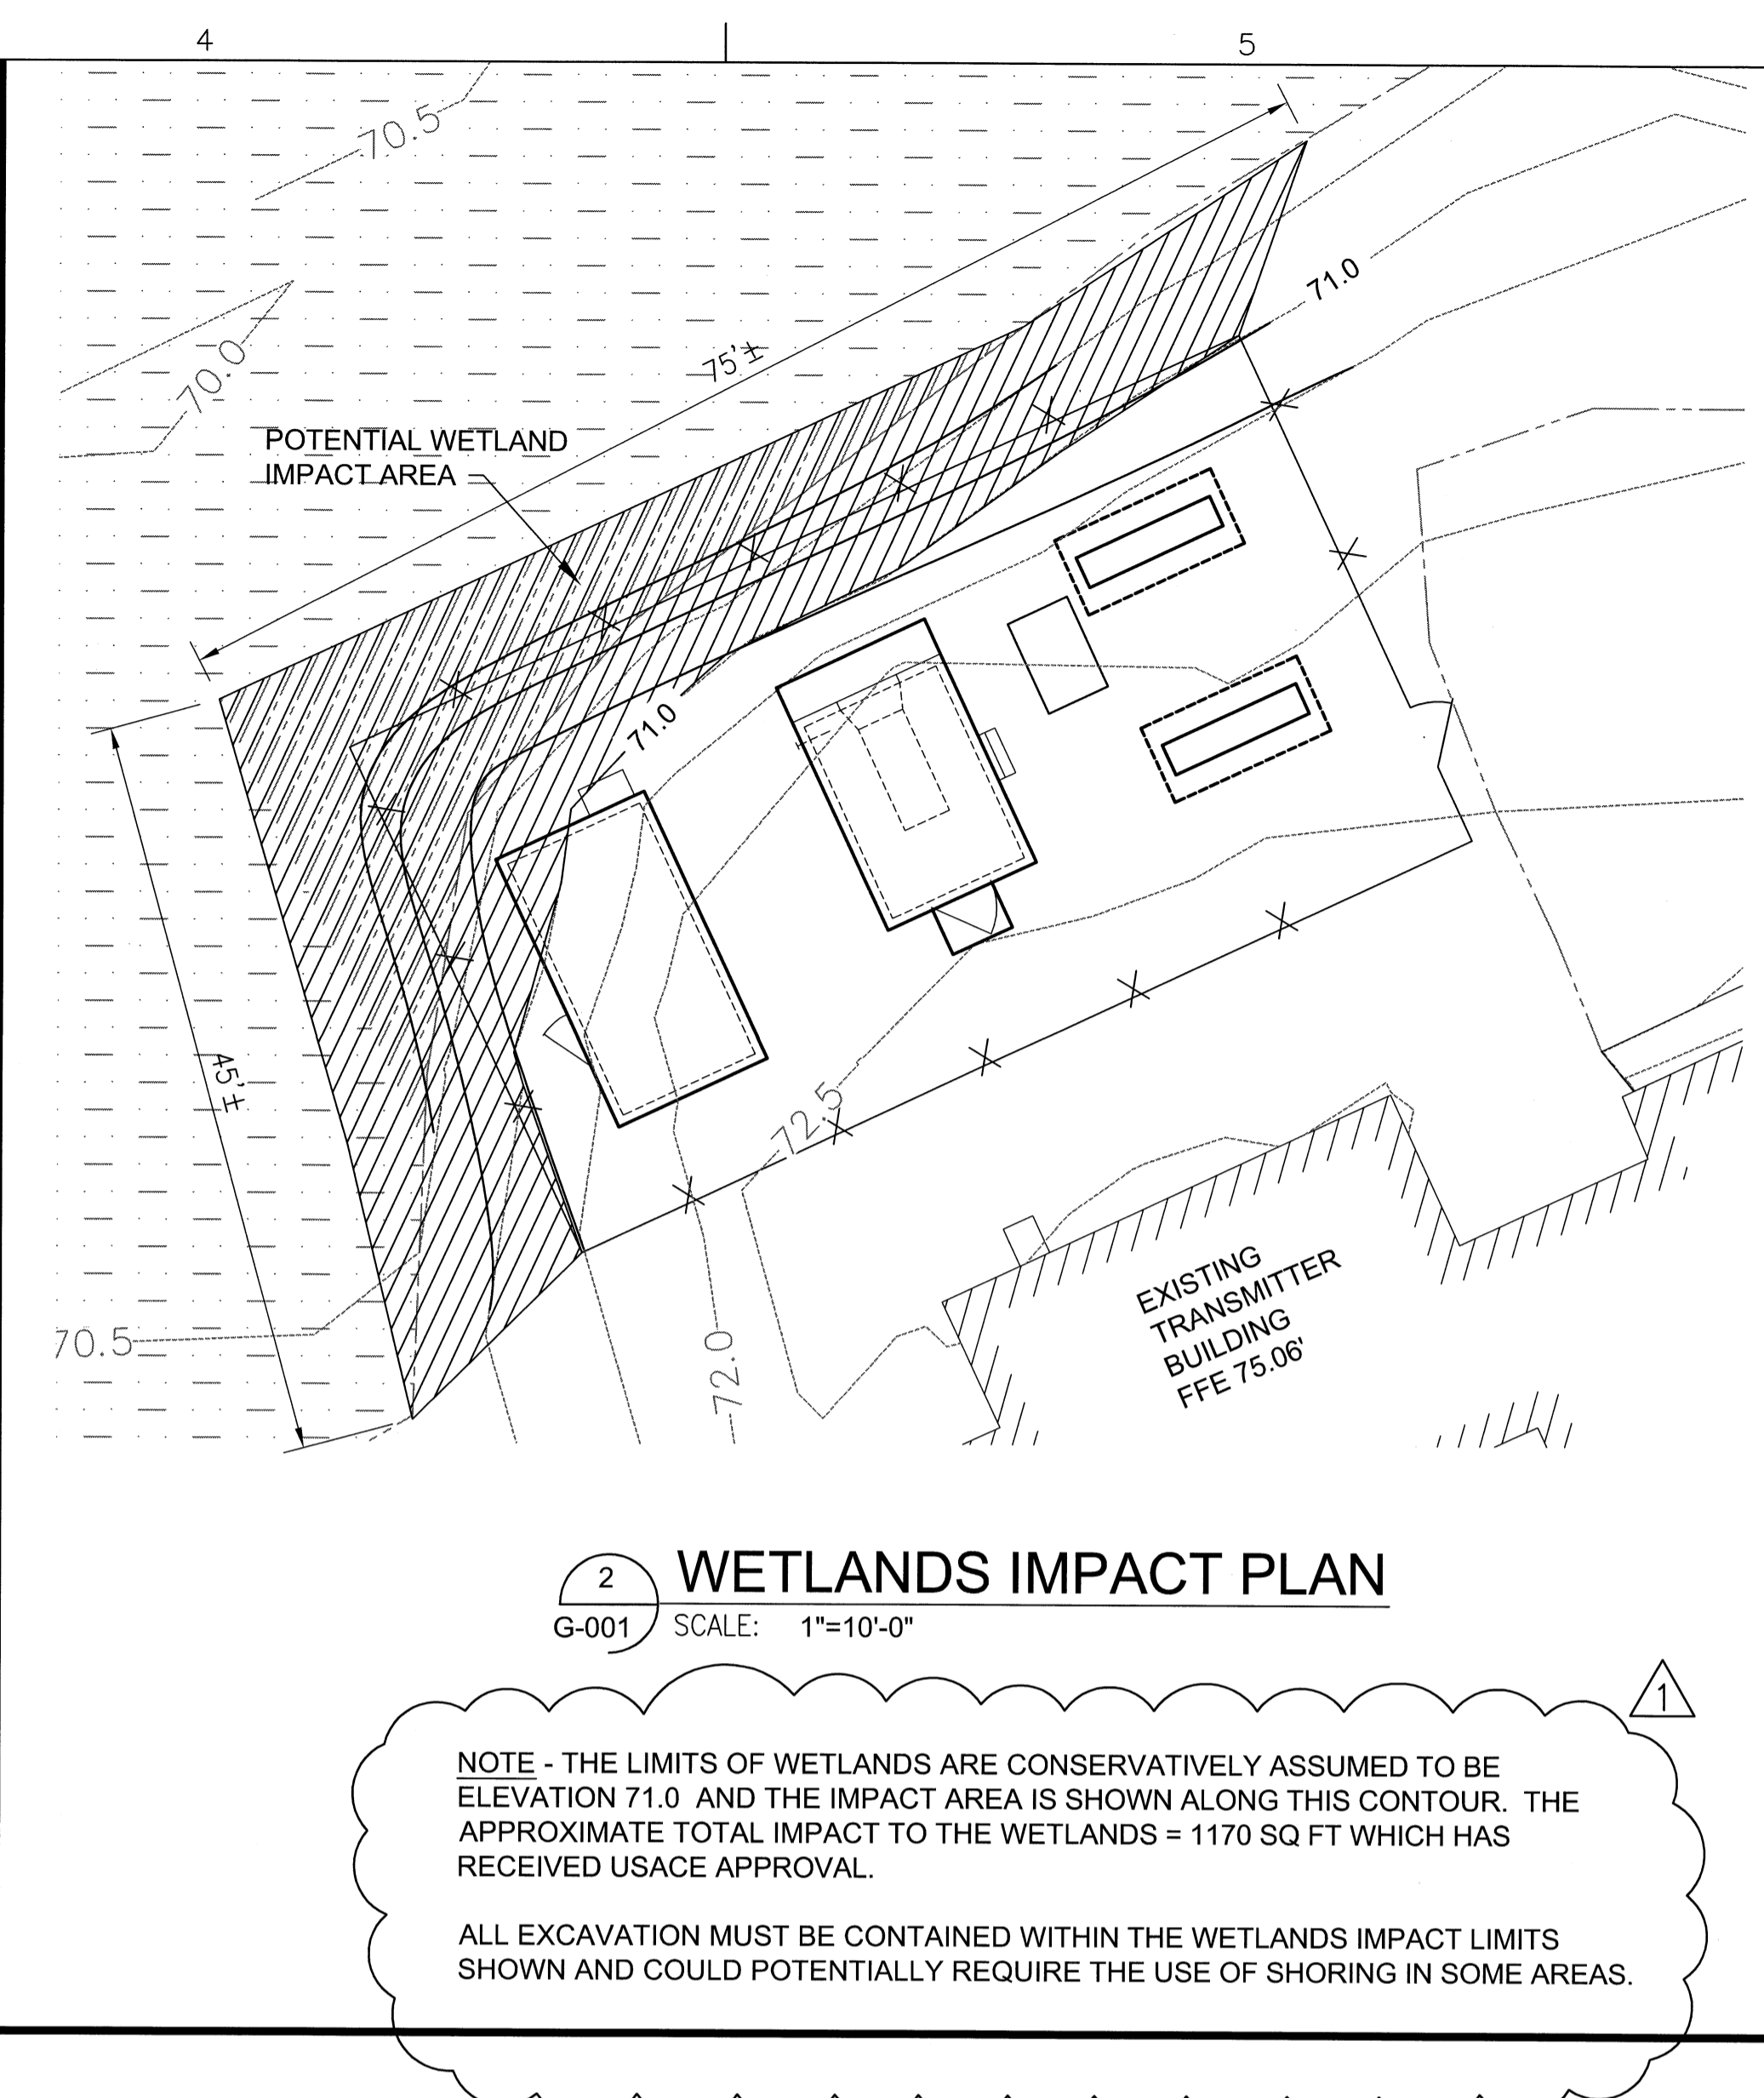 4
5
70.5
71.0
70.0
75'±
POTENTIAL WETLAND
IMPACT AREA
71.0
45'±
72.5
70.5
72.0
EXISTING
TRANSMITTER
BUILDING
FFE 75.06'
2
G-001
WETLANDS IMPACT PLAN
SCALE: 1"=10'-0"
1
NOTE - THE LIMITS OF WETLANDS ARE CONSERVATIVELY ASSUMED TO BE
ELEVATION 71.0 AND THE IMPACT AREA IS SHOWN ALONG THIS CONTOUR. THE
APPROXIMATE TOTAL IMPACT TO THE WETLANDS = 1170 SQ FT WHICH HAS
RECEIVED USACE APPROVAL.
ALL EXCAVATION MUST BE CONTAINED WITHIN THE WETLANDS IMPACT LIMITS
SHOWN AND COULD POTENTIALLY REQUIRE THE USE OF SHORING IN SOME AREAS.